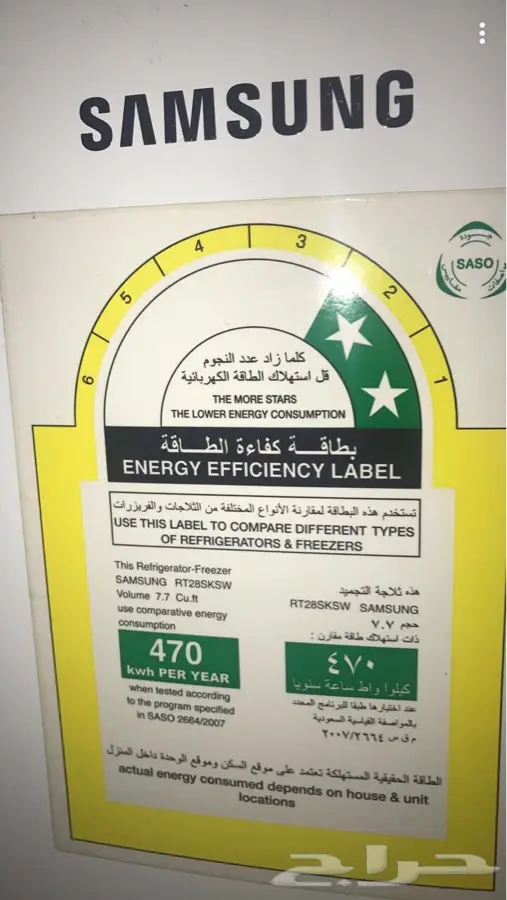 SAMSUNG
جودة
SASO
مقاييس
مواصفات
6 5 4 3 2 1
كلما زاد عدد النجوم
قل استهلاك الطاقة الكهربائية
THE MORE STARS
THE LOWER ENERGY CONSUMPTION
بطاقة كفاءة الطاقة
ENERGY EFFICIENCY LABEL
تستخدم هذه البطاقة لمقارنة الأنواع المختلفة من الثلاجات والفريزرات
USE THIS LABEL TO COMPARE DIFFERENT TYPES
OF REFRIGERATORS & FREEZERS
This Refrigerator-Freezer
SAMSUNG RT28SKSW
Volume 7.7 Cu.ft
use comparative energy
consumption
470
kwh PER YEAR
when tested according
to the program specified
in SASO 2664/2007
هذه ثلاجة التجميد
RT28SKSW SAMSUNG
حجم ٧.٧
ذات استهلاك طاقة مقارن :
٤٧٠
كيلوا واط ساعة سنويا
عند اختبارها طبقا للبرنامج المحدد
بالمواصفة القياسية السعودية
م ق س ٢٠٠٧/٢٦٦٤
الطاقة الحقيقية المستهلكة تعتمد على موقع السكن وموقع الوحدة داخل المنزل
actual energy consumed depends on house & unit
locations
حراج